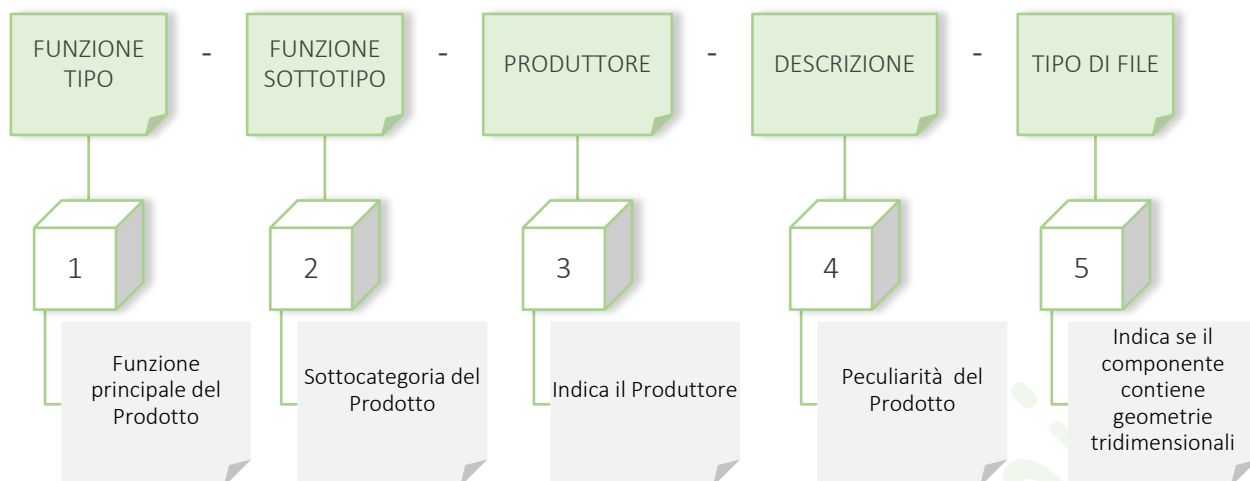 FUNZIONE
TIPO
-
FUNZIONE
SOTTOTIPO
-
PRODUTTORE
-
DESCRIZIONE
-
TIPO DI FILE
1
2
3
4
5
Funzione
principale del
Prodotto
Sottocategoria del
Prodotto
Indica il Produttore
Peculiarità del
Prodotto
Indica se il
componente
contiene
geometrie
tridimensionali